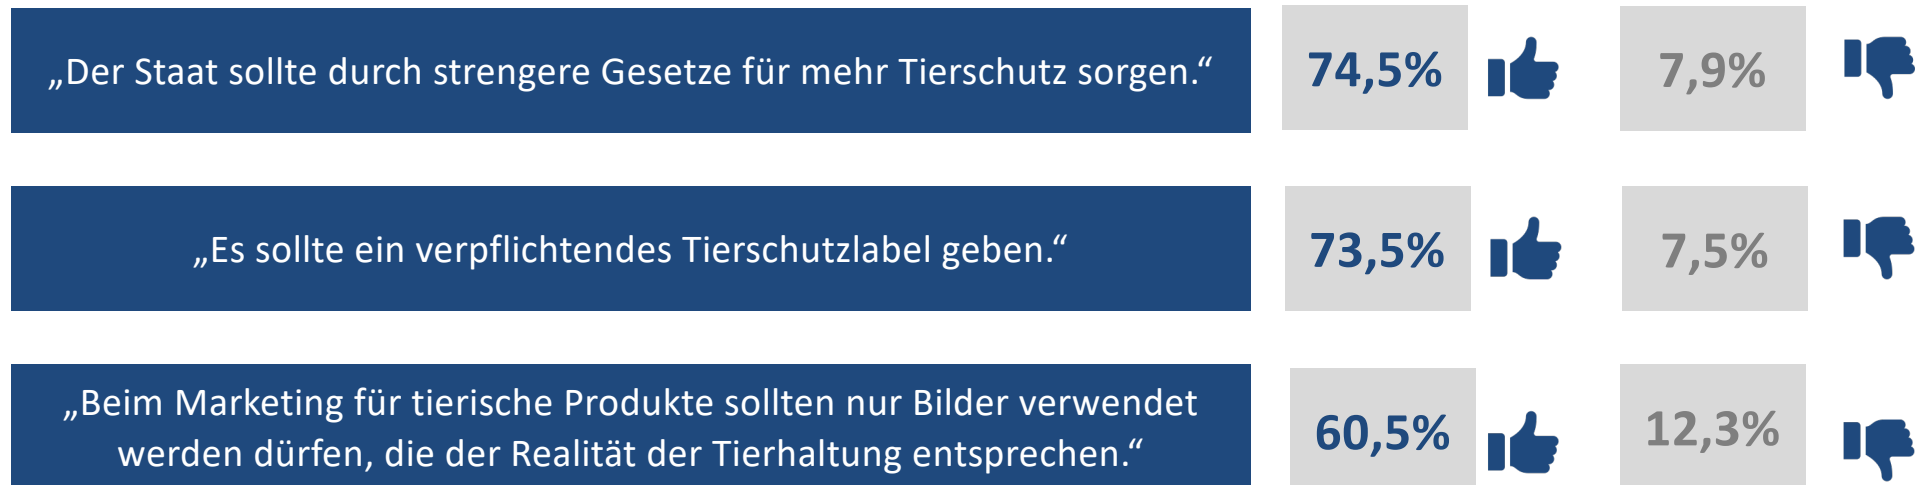 „Der Staat sollte durch strengere Gesetze für mehr Tierschutz sorgen.“ 74,5% 7,9%
„Es sollte ein verpflichtendes Tierschutzlabel geben.“ 73,5% 7,5%
„Beim Marketing für tierische Produkte sollten nur Bilder verwendet
werden dürfen, die der Realität der Tierhaltung entsprechen.“ 60,5% 12,3%